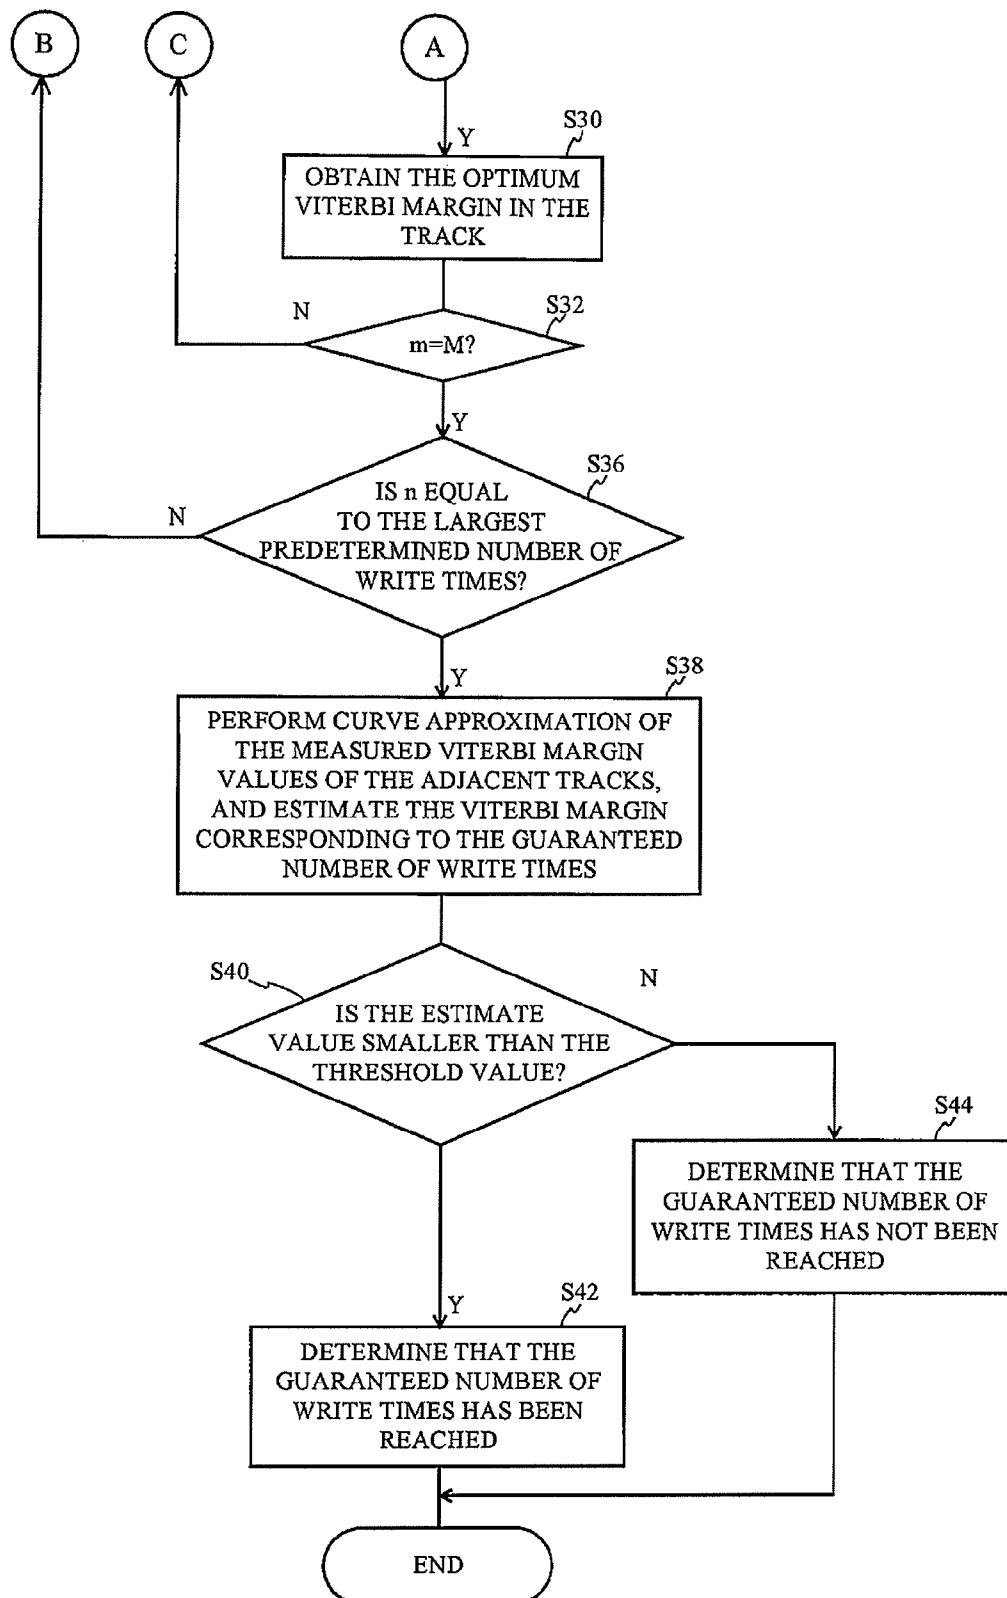 B
C
A
Y
S30
OBTAIN THE OPTIMUM
VITERBI MARGIN IN THE
TRACK
N
S32
m=M?
Y
S36
N
IS n EQUAL
TO THE LARGEST
PREDETERMINED NUMBER OF
WRITE TIMES?
Y
S38
PERFORM CURVE APPROXIMATION OF
THE MEASURED VITERBI MARGIN
VALUES OF THE ADJACENT TRACKS,
AND ESTIMATE THE VITERBI MARGIN
CORRESPONDING TO THE GUARANTEED
NUMBER OF WRITE TIMES
S40
N
IS THE ESTIMATE
VALUE SMALLER THAN THE
THRESHOLD VALUE?
S44
DETERMINE THAT THE
GUARANTEED NUMBER OF
WRITE TIMES HAS NOT BEEN
REACHED
Y
S42
DETERMINE THAT THE
GUARANTEED NUMBER OF
WRITE TIMES HAS BEEN
REACHED
END